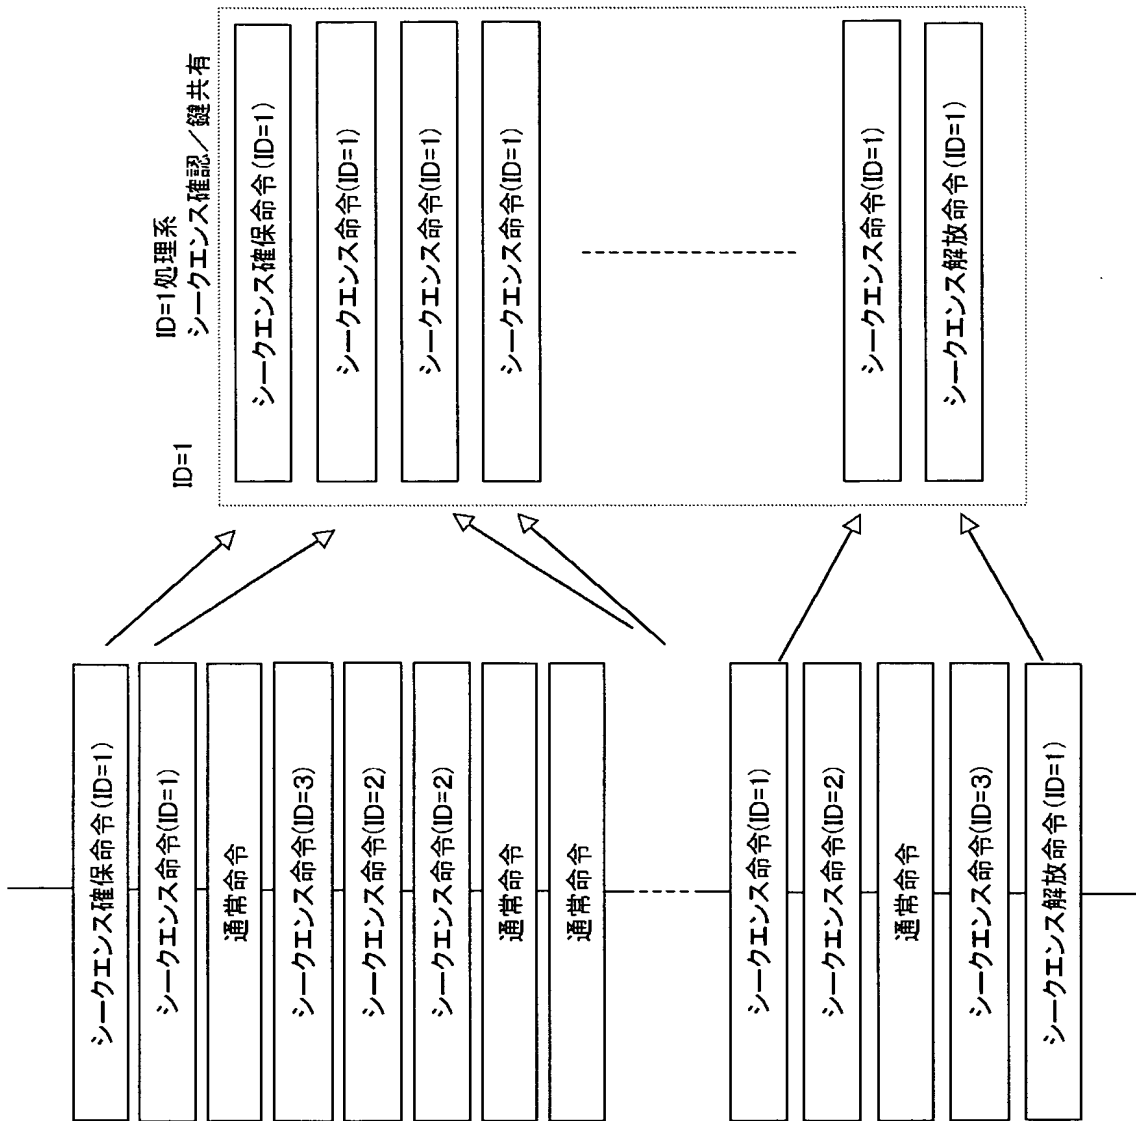 ID=1
ID=1処理系
シークエンス確認／鍵共有
シークエンス確保命令(ID=1)
シークエンス命令(ID=1)
シークエンス命令(ID=1)
シークエンス命令(ID=1)
シークエンス命令(ID=1)
シークエンス解放命令(ID=1)
シークエンス確保命令(ID=1)
シークエンス命令(ID=1)
通常命令
シークエンス命令(ID=3)
シークエンス命令(ID=2)
シークエンス命令(ID=2)
通常命令
通常命令
シークエンス命令(ID=1)
シークエンス命令(ID=2)
通常命令
シークエンス命令(ID=3)
シークエンス解放命令(ID=1)